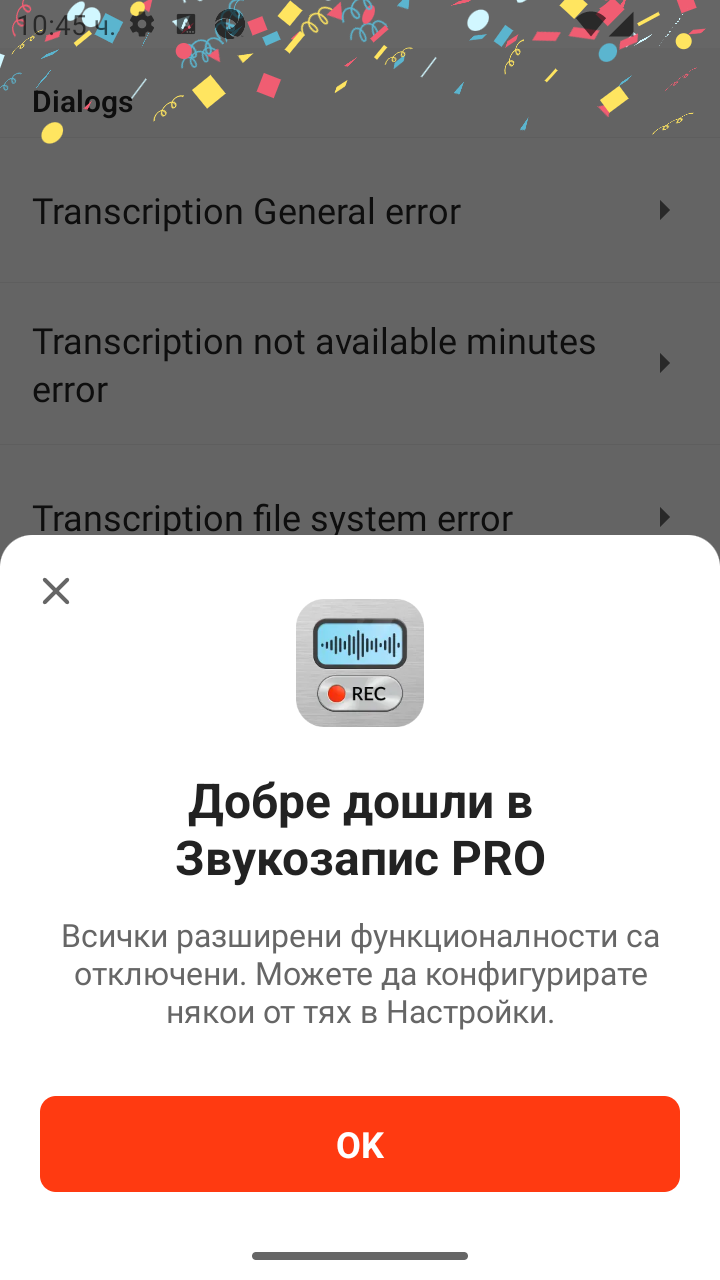 10:45 ч.
Dialogs
Transcription General error
Transcription not available minutes
error
Transcription file system error
REC
Добре дошли в
Звукозапис PRO
Всички разширени функционалности са
отключени. Можете да конфигурирате
някои от тях в Настройки.
OK